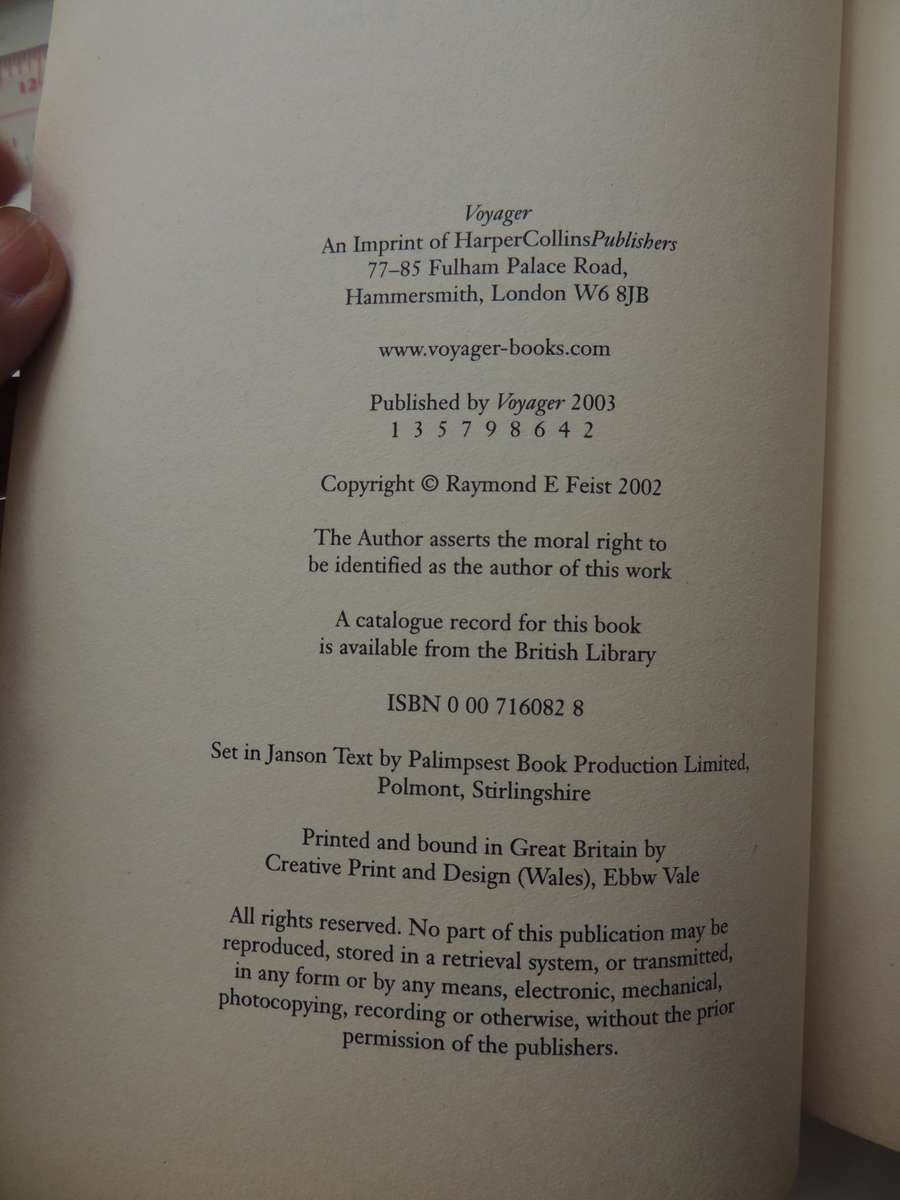 Voyager
An Imprint of HarperCollinsPublishers
77–85 Fulham Palace Road,
Hammersmith, London W6 8JB
www.voyager-books.com
Published by Voyager 2003
1 3 5 7 9 8 6 4 2
Copyright © Raymond E Feist 2002
The Author asserts the moral right to
be identified as the author of this work
A catalogue record for this book
is available from the British Library
ISBN 0 00 716082 8
Set in Janson Text by Palimpsest Book Production Limited,
Polmont, Stirlingshire
Printed and bound in Great Britain by
Creative Print and Design (Wales), Ebbw Vale
All rights reserved. No part of this publication may be
reproduced, stored in a retrieval system, or transmitted,
in any form or by any means, electronic, mechanical,
photocopying, recording or otherwise, without the prior
permission of the publishers.